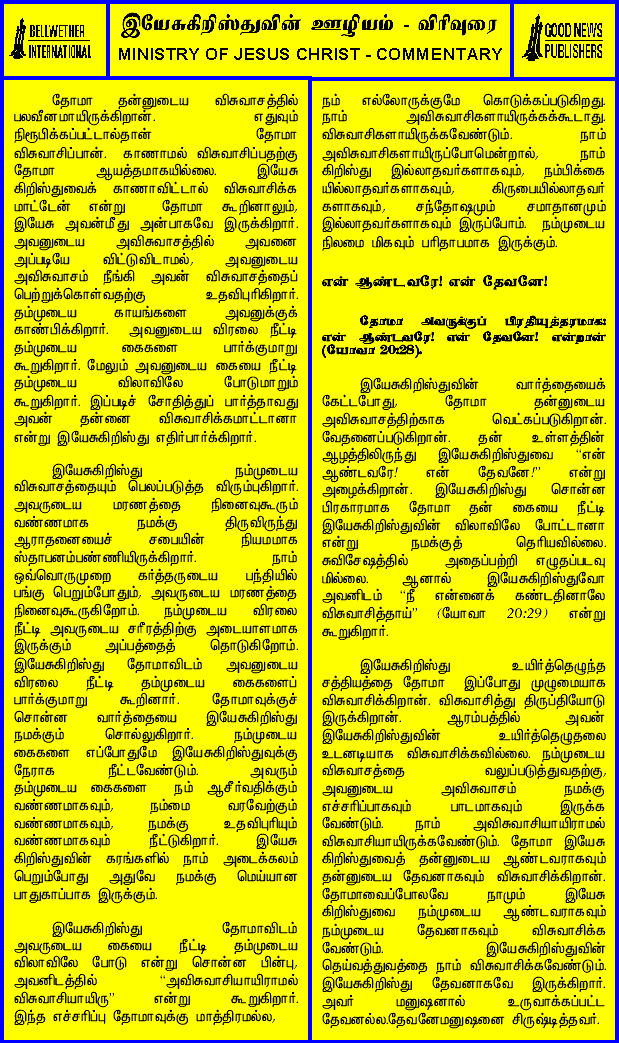 BELLWETHER
INTERNATIONAL
இயேசுகிறிஸ்துவின் ஊழியம் - விரிவுரை
MINISTRY OF JESUS CHRIST - COMMENTARY
GOOD NEWS
PUBLISHERS
தோமா தன்னுடைய விசுவாசத்தில்
பலவீனமாயிருக்கிறான். எதுவும்
நிரூபிக்கப்பட்டால்தான் தோமா
விசுவாசிப்பான். காணாமல் விசுவாசிப்பதற்கு
தோமா ஆயத்தமாகயில்லை. இயேசு
கிறிஸ்துவைக் காணாவிட்டால் விசுவாசிக்க
மாட்டேன் என்று தோமா கூறினாலும்,
இயேசு அவன்மீது அன்பாகவே இருக்கிறார்.
அவனுடைய அவிசுவாசத்தில் அவனை
அப்படியே விட்டுவிடாமல், அவனுடைய
அவிசுவாசம் நீங்கி அவன் விசுவாசத்தைப்
பெற்றுக்கொள்வதற்கு உதவிபுரிகிறார்.
தம்முடைய காயங்களை அவனுக்குக்
காண்பிக்கிறார். அவனுடைய விரலை நீட்டி
தம்முடைய கைகளை பார்க்குமாறு
கூறுகிறார். மேலும் அவனுடைய கையை நீட்டி
தம்முடைய விலாவிலே போடுமாறும்
கூறுகிறார். இப்படிச் சோதித்துப் பார்த்தாவது
அவன் தன்னை விசுவாசிக்கமாட்டானா
என்று இயேசுகிறிஸ்து எதிர்பார்க்கிறார்.
இயேசுகிறிஸ்து நம்முடைய
விசுவாசத்தையும் பெலப்படுத்த விரும்புகிறார்.
அவருடைய மரணத்தை நினைவுகூரும்
வண்ணமாக நமக்கு திருவிருந்து
ஆராதனையைச் சபையின் நியமமாக
ஸ்தாபனம்பண்ணியிருக்கிறார். நாம்
ஒவ்வொருமுறை கர்த்தருடைய பந்தியில்
பங்கு பெறும்போதும், அவருடைய மரணத்தை
நினைவுகூருகிறோம். நம்முடைய விரலை
நீட்டி அவருடைய சரீரத்திற்கு அடையாளமாக
இருக்கும் அப்பத்தைத் தொடுகிறோம்.
இயேசுகிறிஸ்து தோமாவிடம் அவனுடைய
விரலை நீட்டி தம்முடைய கைகளைப்
பார்க்குமாறு கூறினார். தோமாவுக்குச்
சொன்ன வார்த்தையை இயேசுகிறிஸ்து
நமக்கும் சொல்லுகிறார். நம்முடைய
கைகளை எப்போதுமே இயேசுகிறிஸ்துவுக்கு
நேராக நீட்டவேண்டும். அவரும்
தம்முடைய கைகளை நம் ஆசீர்வதிக்கும்
வண்ணமாகவும், நம்மை வரவேற்கும்
வண்ணமாகவும், நமக்கு உதவிபுரியும்
வண்ணமாகவும் நீட்டுகிறார். இயேசு
கிறிஸ்துவின் கரங்களில் நாம் அடைக்கலம்
பெறும்போது அதுவே நமக்கு மெய்யான
பாதுகாப்பாக இருக்கும்.
இயேசுகிறிஸ்து தோமாவிடம்
அவருடைய கையை நீட்டி தம்முடைய
விலாவிலே போடு என்று சொன்ன பின்பு,
அவனிடத்தில் “அவிசுவாசியாயிராமல்
விசுவாசியாயிரு” என்று கூறுகிறார்.
இந்த எச்சரிப்பு தோமாவுக்கு மாத்திரமல்ல,
நம் எல்லோருக்குமே கொடுக்கப்படுகிறது.
நாம் அவிசுவாசிகளாயிருக்கக்கூடாது.
விசுவாசிகளாயிருக்கவேண்டும். நாம்
அவிசுவாசிகளாயிருப்போமென்றால், நாம்
கிறிஸ்து இல்லாதவர்களாகவும், நம்பிக்கை
யில்லாதவர்களாகவும், கிருபையில்லாதவர்
களாகவும், சந்தோஷமும் சமாதானமும்
இல்லாதவர்களாகவும் இருப்போம். நம்முடைய
நிலமை மிகவும் பரிதாபமாக இருக்கும்.
என் ஆண்டவரே! என் தேவனே!
தோமா அவருக்குப் பிரதியுத்தரமாக:
என் ஆண்டவரே! என் தேவனே! என்றான்
(யோவா 20:28).
இயேசுகிறிஸ்துவின் வார்த்தையைக்
கேட்டபோது, தோமா தன்னுடைய
அவிசுவாசத்திற்காக வெட்கப்படுகிறான்.
வேதனைப்படுகிறான். தன் உள்ளத்தின்
ஆழத்திலிருந்து இயேசுகிறிஸ்துவை “என்
ஆண்டவரே! என் தேவனே!” என்று
அழைக்கிறான். இயேசுகிறிஸ்து சொன்ன
பிரகாரமாக தோமா தன் கையை நீட்டி
இயேசுகிறிஸ்துவின் விலாவிலே போட்டானா
என்று நமக்குத் தெரியவில்லை.
சுவிசேஷத்தில் அதைப்பற்றி எழுதப்படவு
மில்லை. ஆனால் இயேசுகிறிஸ்துவோ
அவனிடம் “நீ என்னைக் கண்டதினாலே
விசுவாசித்தாய்” (யோவா 20:29) என்று
கூறுகிறார்.
இயேசுகிறிஸ்து உயிர்த்தெழுந்த
சத்தியத்தை தோமா இப்போது முழுமையாக
விசுவாசிக்கிறான். விசுவாசித்து திருப்தியோடு
இருக்கிறான். ஆரம்பத்தில் அவன்
இயேசுகிறிஸ்துவின் உயிர்த்தெழுதலை
உடனடியாக விசுவாசிக்கவில்லை. நம்முடைய
விசுவாசத்தை வலுப்படுத்துவதற்கு,
அவனுடைய அவிசுவாசம் நமக்கு
எச்சரிப்பாகவும் பாடமாகவும் இருக்க
வேண்டும். நாம் அவிசுவாசியாயிராமல்
விசுவாசியாயிருக்கவேண்டும். தோமா இயேசு
கிறிஸ்துவைத் தன்னுடைய ஆண்டவராகவும்
தன்னுடைய தேவனாகவும் விசுவாசிக்கிறான்.
தோமாவைப்போலவே நாமும் இயேசு
கிறிஸ்துவை நம்முடைய ஆண்டவராகவும்
நம்முடைய தேவனாகவும் விசுவாசிக்க
வேண்டும். இயேசுகிறிஸ்துவின்
தெய்வத்துவத்தை நாம் விசுவாசிக்கவேண்டும்.
இயேசுகிறிஸ்து தேவனாகவே இருக்கிறார்.
அவர் மனுஷனால் உருவாக்கப்பட்ட
தேவனல்ல.தேவனேமனுஷனை சிருஷ்டித்தவர்.